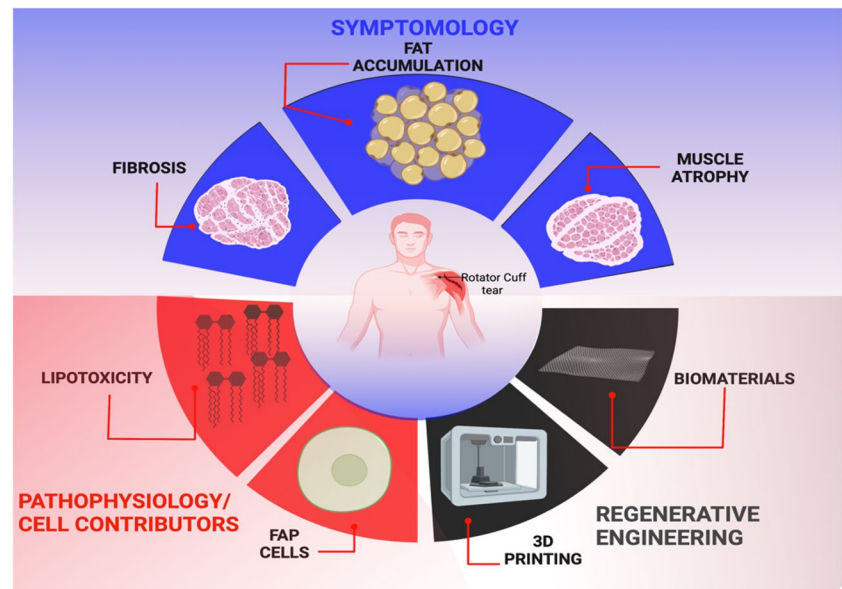 SYMPTOMOLOGY
FAT
ACCUMULATION
FIBROSIS
MUSCLE
ATROPHY
Rotator Cuff
tear
LIPOTOXICITY
BIOMATERIALS
PATHOPHYSIOLOGY/
CELL CONTRIBUTORS
FAP
CELLS
3D
PRINTING
REGENERATIVE
ENGINEERING